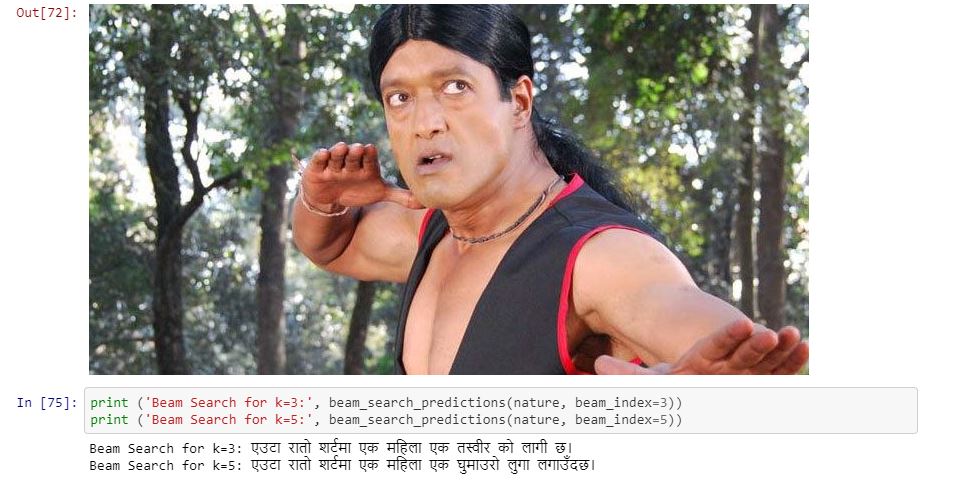 Out[72]:
In [75]: print ('Beam Search for k=3:', beam_search_predictions(nature, beam_index=3))
print ('Beam Search for k=5:', beam_search_predictions(nature, beam_index=5))
Beam Search for k=3: एउटा रातो शर्टमा एक महिला एक तस्वीर को लागी छ।
Beam Search for k=5: एउटा रातो शर्टमा एक महिला एक घुमाउरो लुगा लगाउँदछ।